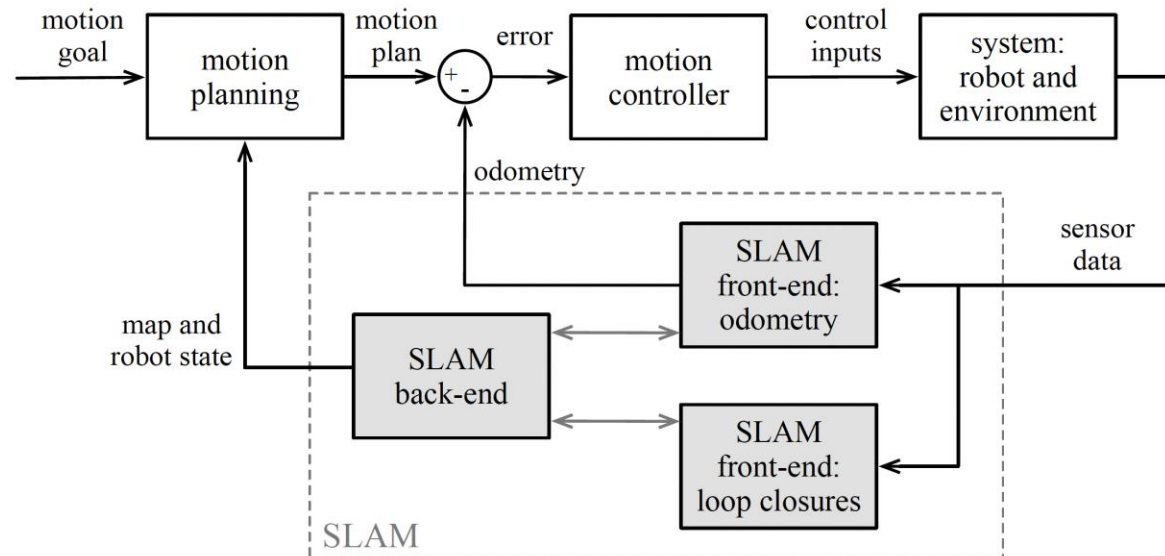 motion
goal
motion
planning
motion
plan
+
-
error
motion
controller
control
inputs
system:
robot and
environment
odometry
sensor
data
SLAM
front-end:
odometry
map and
robot state
SLAM
back-end
SLAM
front-end:
loop closures
SLAM